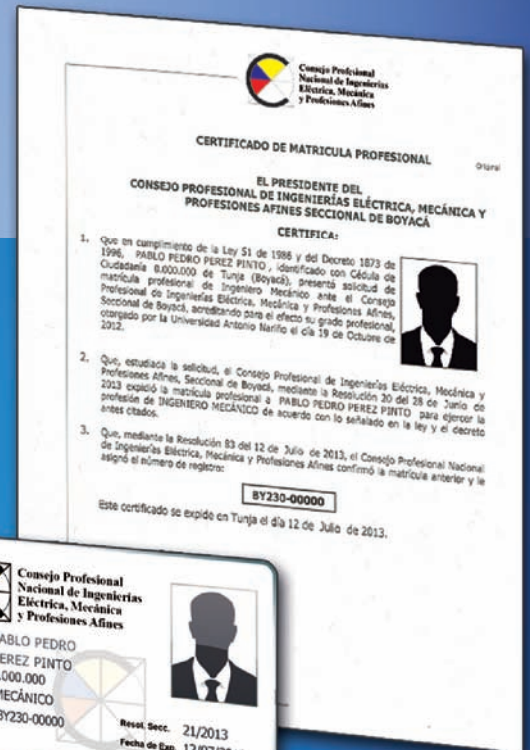 Consejo Profesional
Nacional de Ingenierías
Eléctrica, Mecánica
y Profesiones Afines
CERTIFICADO DE MATRICULA PROFESIONAL
Original
EL PRESIDENTE DEL
CONSEJO PROFESIONAL DE INGENIERÍAS ELÉCTRICA, MECÁNICA Y
PROFESIONES AFINES SECCIONAL DE BOYACÁ
CERTIFICA:
1. Que en cumplimiento de la Ley 51 de 1986 y del Decreto 1873 de
1996, PABLO PEDRO PEREZ PINTO, identificado con Cédula de
Ciudadanía 0.000.000 de Tunja (Boyacá), presentó solicitud de
matrícula profesional de Ingeniero Mecánico ante el Consejo
Profesional de Ingenierías Eléctrica, Mecánica y Profesiones Afines,
Seccional de Boyacá, acreditando para el efecto su grado profesional,
otorgado por la Universidad Antonio Nariño el día 19 de Octubre de
2012.
2. Que, estudiada la solicitud, el Consejo Profesional de Ingenierías Eléctrica, Mecánica y
Profesiones Afines, Seccional de Boyacá, mediante la Resolución 20 del 28 de Junio de
2013 expidió la matrícula profesional a PABLO PEDRO PEREZ PINTO para ejercer la
profesión de INGENIERO MECÁNICO de acuerdo con lo señalado en la ley y el decreto
antes citados.
3. Que, mediante la Resolución 83 del 12 de Julio de 2013, el Consejo Profesional Nacional
de Ingenierías Eléctrica, Mecánica y Profesiones Afines confirmó la matrícula anterior y le
asignó el número de registro:
BY230-00000
Este certificado se expide en Tunja el día 12 de Julio de 2013.
Consejo Profesional
Nacional de Ingenierías
Eléctrica, Mecánica
y Profesiones Afines
ABLO PEDRO
EREZ PINTO
.000.000
MECÁNICO
BY230-00000
Resol. Secc. 21/2013
Fecha de Exp.